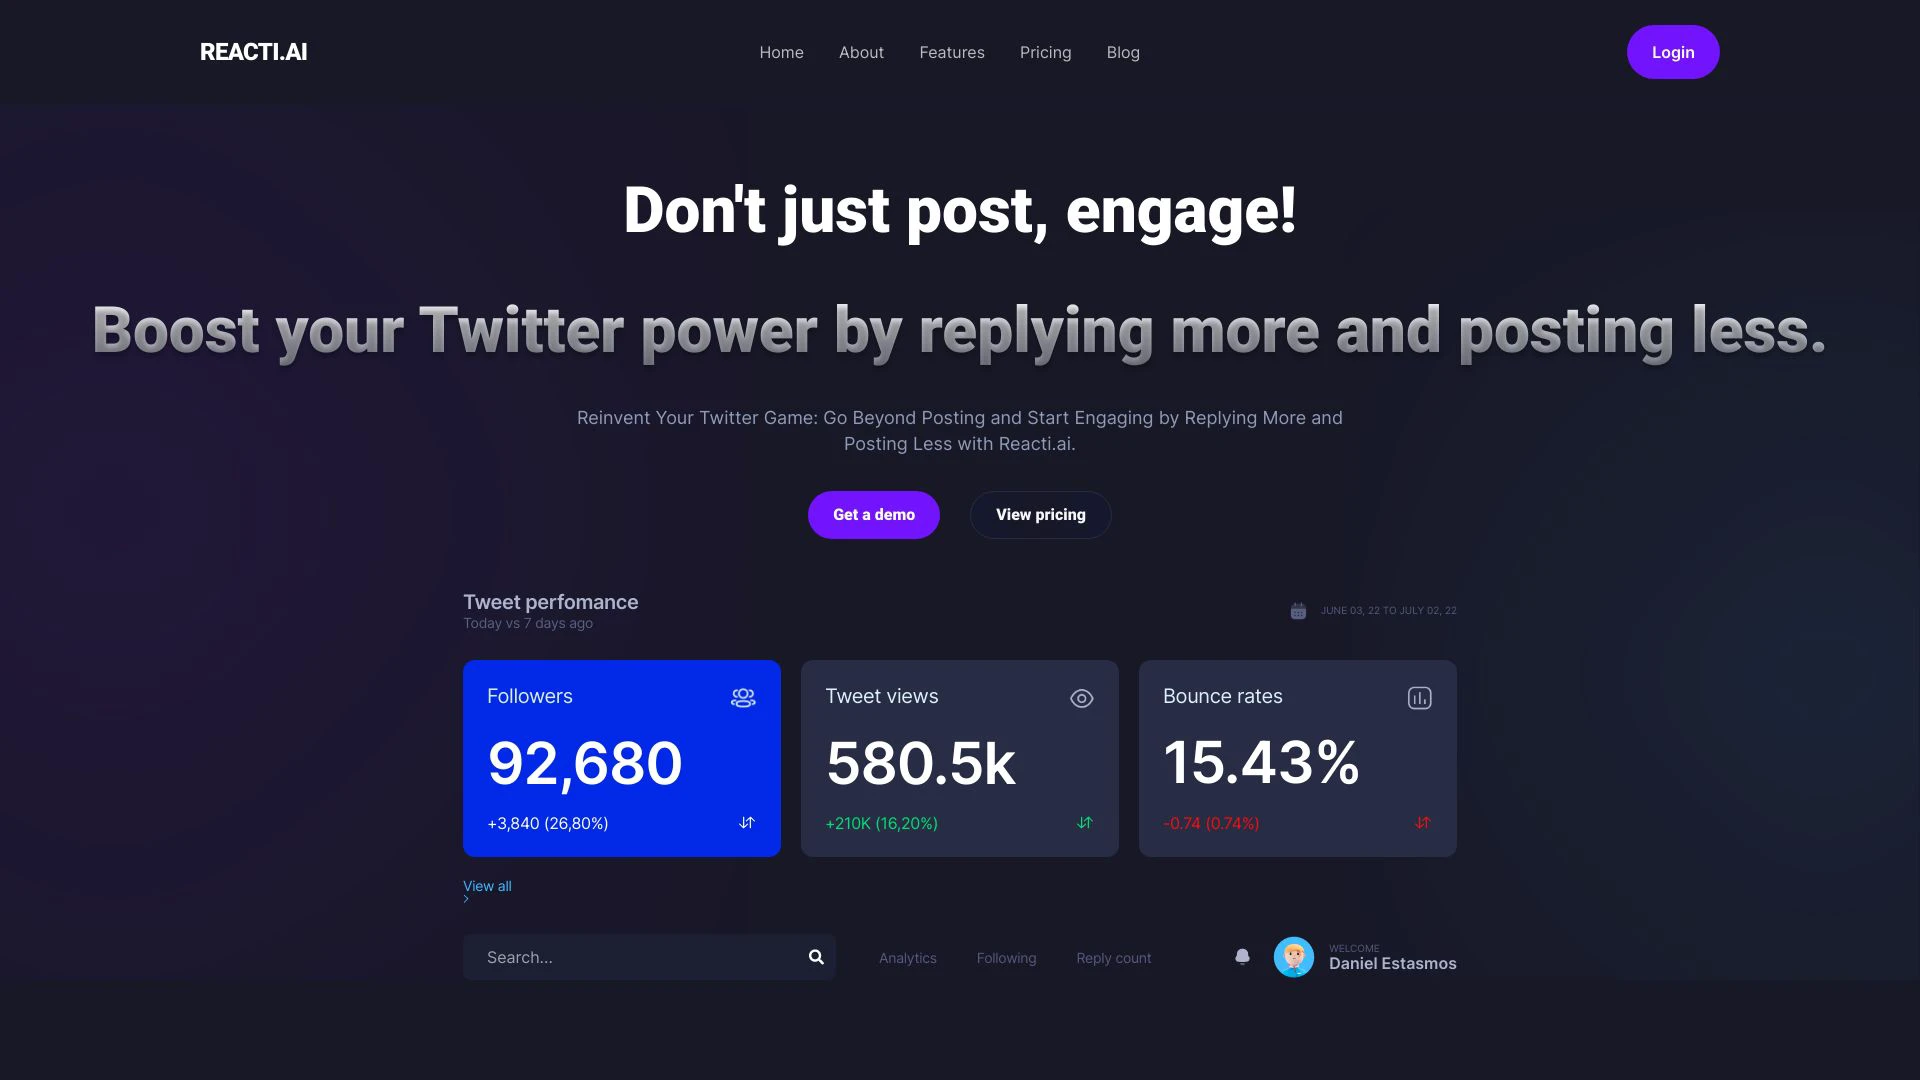 REACTI.AI
Home About Features Pricing Blog
Login
Don't just post, engage!
Boost your Twitter power by replying more and posting less.
Reinvent Your Twitter Game: Go Beyond Posting and Start Engaging by Replying More and
Posting Less with Reacti.ai.
Get a demo
View pricing
Tweet perfomance
Today vs 7 days ago
JUNE 03, 22 TO JULY 02, 22
Followers
92,680
+3,840 (26,80%)
Tweet views
580.5k
+210K (16,20%)
Bounce rates
15.43%
-0.74 (0.74%)
View all
Search...
Analytics Following Reply count
WELCOME
Daniel Estasmos